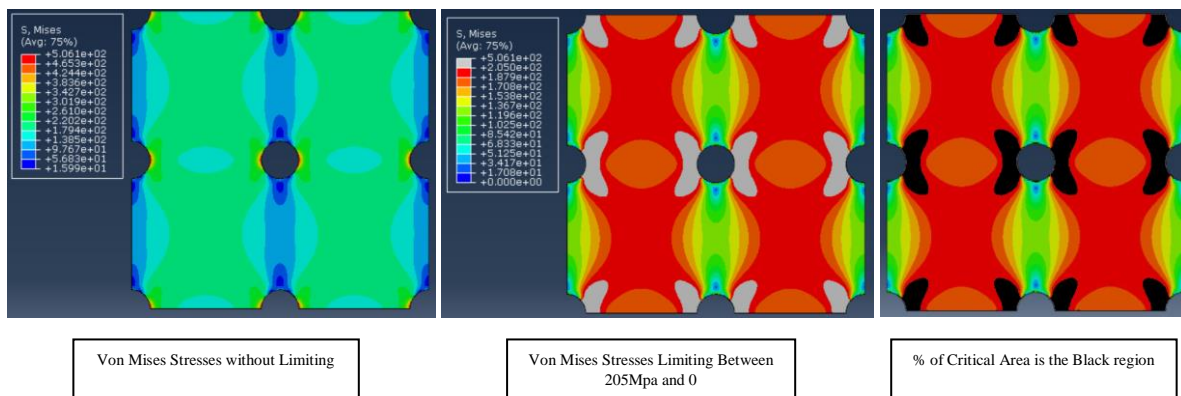 S, Mises
(Avg: 75%)
+5.061e+02
+4.653e+02
+4.244e+02
+3.836e+02
+3.427e+02
+3.019e+02
+2.610e+02
+2.202e+02
+1.794e+02
+1.385e+02
+9.767e+01
+5.683e+01
+1.599e+01
S, Mises
(Avg: 75%)
+5.061e+02
+2.050e+02
+1.879e+02
+1.708e+02
+1.538e+02
+1.367e+02
+1.196e+02
+1.025e+02
+8.542e+01
+6.833e+01
+5.125e+01
+3.417e+01
+1.708e+01
+0.000e+00
Von Mises Stresses without Limiting
Von Mises Stresses Limiting Between
205Mpa and 0
% of Critical Area is the Black region